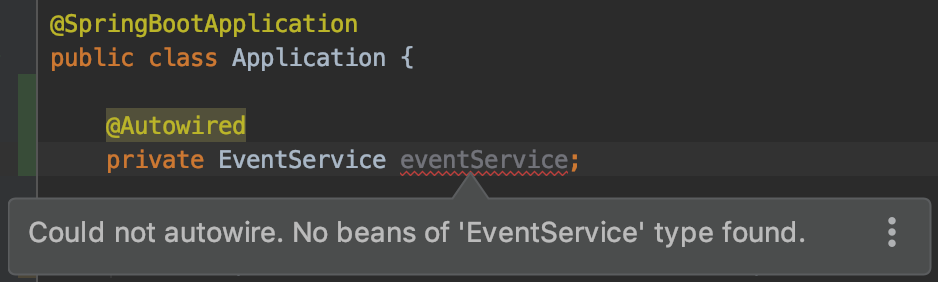 @SpringBootApplication
public class Application {
@Autowired
private EventService eventService;
Could not autowire. No beans of 'EventService' type found.